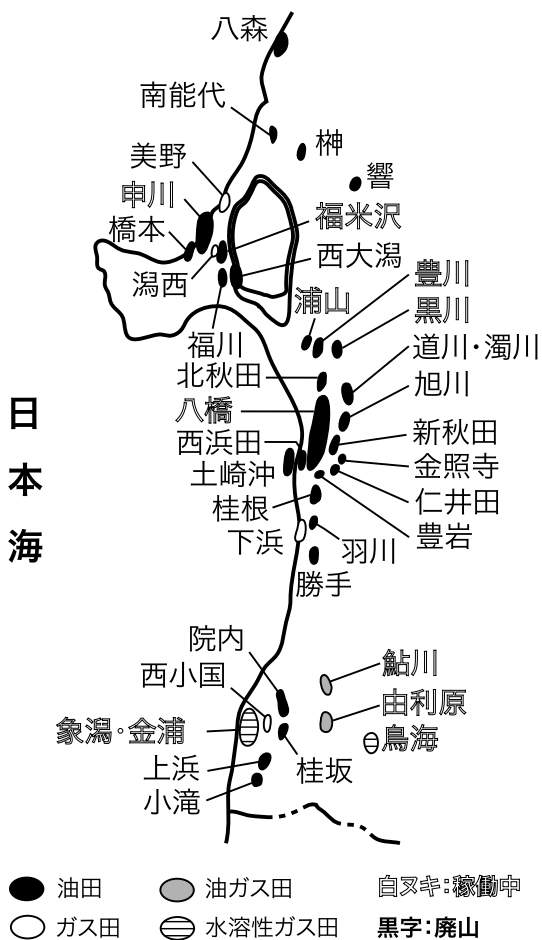 八森
南能代
榊
響
美野
申川
橋本
福米沢
潟西
西大潟
福川
浦山
豊川
黒川
北秋田
道川・濁川
旭川
八橋
西浜田
新秋田
土崎沖
金照寺
桂根
仁井田
下浜
豊岩
羽川
勝手
日本海
院内
西小国
鮎川
由利原
象潟・金浦
鳥海
上浜
桂坂
小滝
油田
油ガス田
白ヌキ:稼働中
ガス田
水溶性ガス田
黒字:廃山